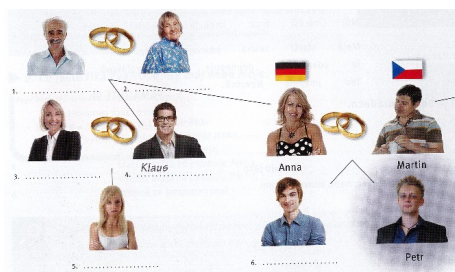 1. .................... 2. ....................
Klaus
3. .................... 4. ....................
Anna Martin
Petr
5. .................... 6. ....................